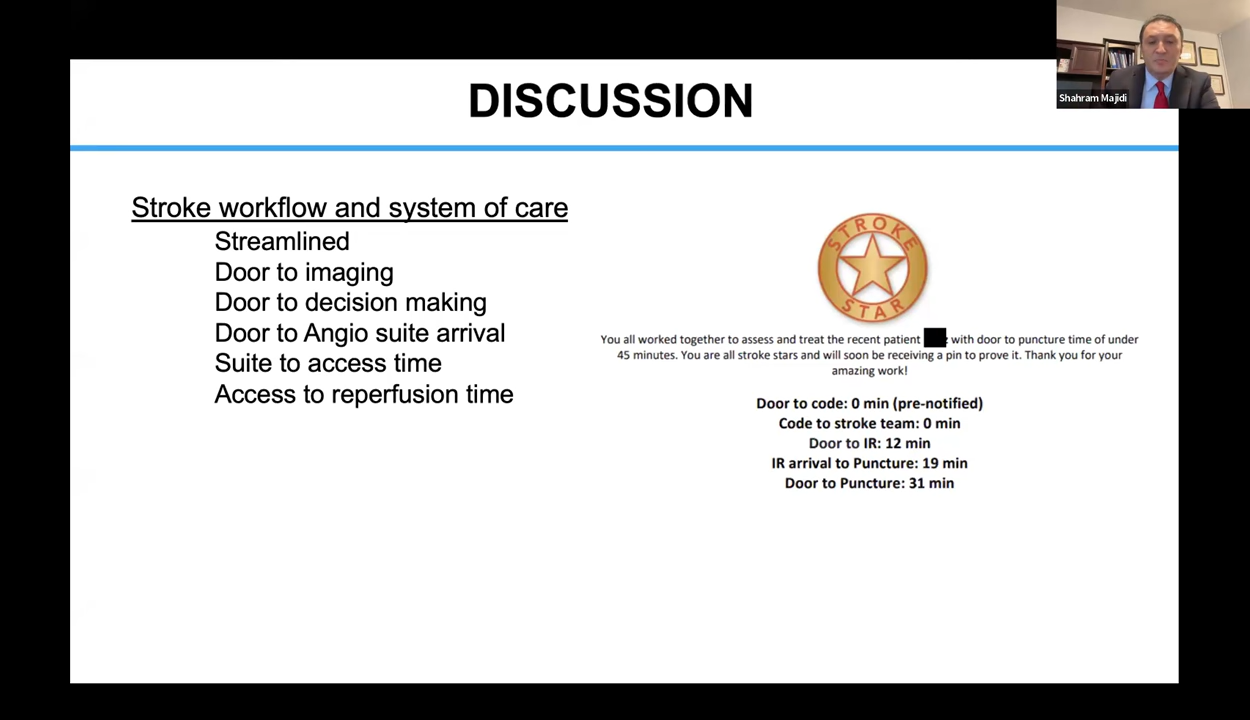 DISCUSSION
Shahram Majidi
Stroke workflow and system of care
Streamlined
Door to imaging
Door to decision making
Door to Angio suite arrival
Suite to access time
Access to reperfusion time
STROKE
STAR
You all worked together to assess and treat the recent patient with door to puncture time of under
45 minutes. You are all stroke stars and will soon be receiving a pin to prove it. Thank you for your
amazing work!
Door to code: 0 min (pre-notified)
Code to stroke team: 0 min
Door to IR: 12 min
IR arrival to Puncture: 19 min
Door to Puncture: 31 min